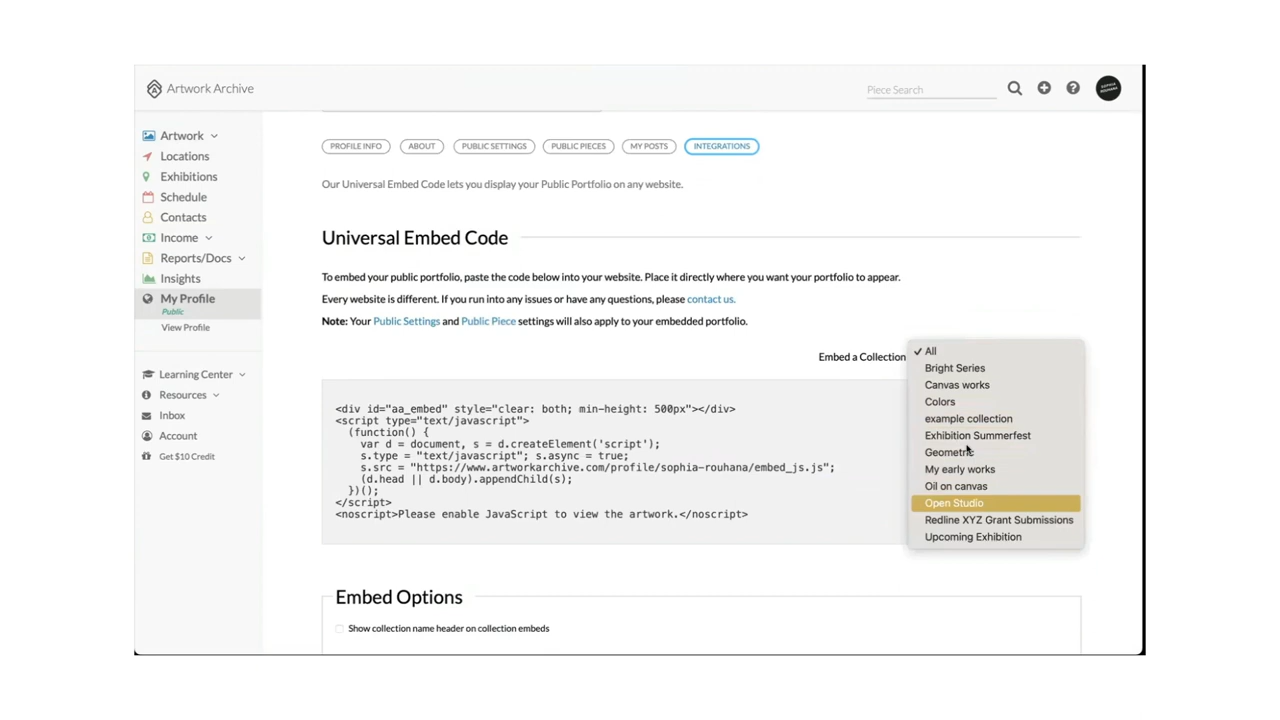 Artwork Archive
Piece Search
Artwork
Locations
Exhibitions
Schedule
Contacts
Income
Reports/Docs
Insights
My Profile
Public
View Profile
Learning Center
Resources
Inbox
Account
Get $10 Credit
PROFILE INFO
ABOUT
PUBLIC SETTINGS
PUBLIC PIECES
MY POSTS
INTEGRATIONS
Our Universal Embed Code lets you display your Public Portfolio on any website.
Universal Embed Code
To embed your public portfolio, paste the code below into your website. Place it directly where you want your portfolio to appear.
Every website is different. If you run into any issues or have any questions, please contact us.
Note: Your Public Settings and Public Piece settings will also apply to your embedded portfolio.
Embed a Collection
✓ All
Bright Series
Canvas works
Colors
example collection
Exhibition Summerfest
Geometric
My early works
Oil on canvas
Open Studio
Redline XYZ Grant Submissions
Upcoming Exhibition
<div id="aa_embed" style="clear: both; min-height: 500px"></div>
<script type="text/javascript">
(function() {
var d = document, s = d.createElement('script');
s.type = "text/javascript"; s.async = true;
s.src = "https://www.artworkarchive.com/profile/sophia-rouhana/embed_js.js";
(d.head || d.body).appendChild(s);
})();
</script>
<noscript>Please enable JavaScript to view the artwork.</noscript>
Embed Options
Show collection name header on collection embeds